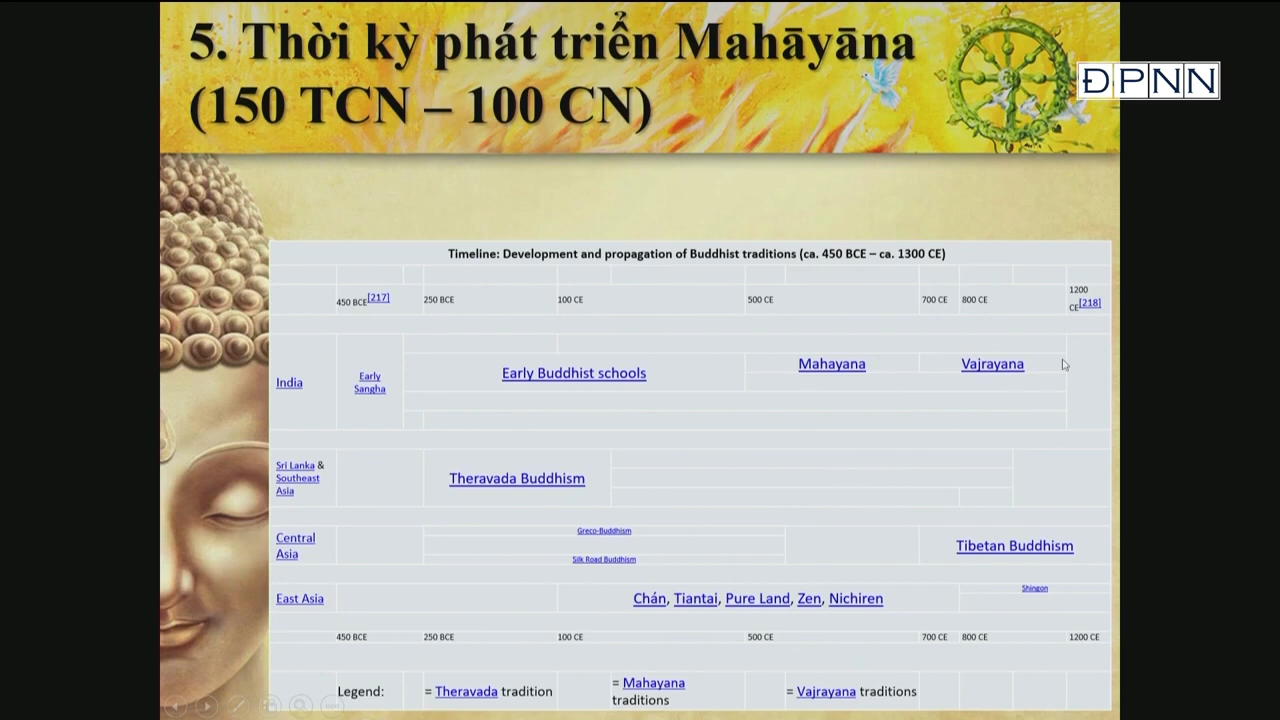 5. Thời kỳ phát triển Mahāyāna
(150 TCN – 100 CN)
ĐPNN
Timeline: Development and propagation of Buddhist traditions (ca. 450 BCE – ca. 1300 CE)
450 BCE[217] 250 BCE 100 CE 500 CE 700 CE 800 CE 1200 CE[218]
India Early Sangha Early Buddhist schools Mahayana Vajrayana
Sri Lanka & Southeast Asia Theravada Buddhism
Central Asia Greco-Buddhism Tibetan Buddhism
Silk Road Buddhism
East Asia Chán, Tiantai, Pure Land, Zen, Nichiren Shingon
450 BCE 250 BCE 100 CE 500 CE 700 CE 800 CE 1200 CE
Legend: = Theravada tradition = Mahayana traditions = Vajrayana traditions